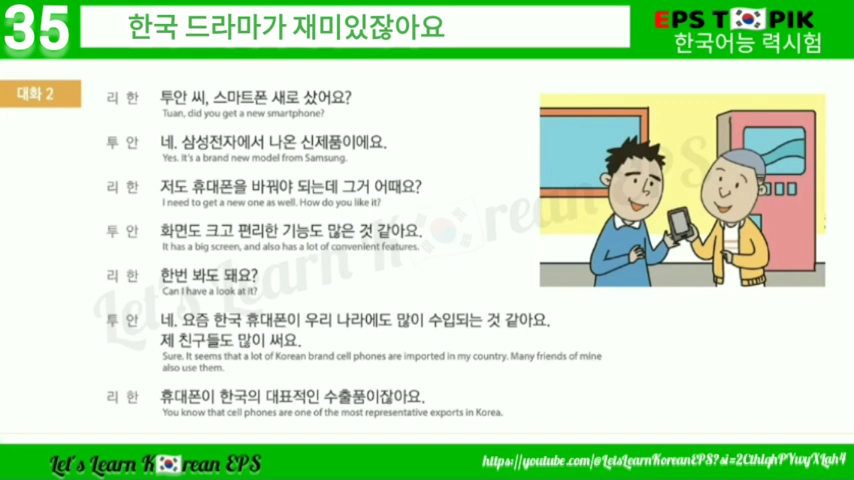 35
한국 드라마가 재미있잖아요
EPS T🇰🇷PIK
한국어능 력시험
대화 2
리 한 투안 씨, 스마트폰 새로 샀어요?
Tuan, did you get a new smartphone?
투 안 네. 삼성전자에서 나온 신제품이에요.
Yes. It's a brand new model from Samsung.
리 한 저도 휴대폰을 바꿔야 되는데 그거 어때요?
I need to get a new one as well. How do you like it?
투 안 화면도 크고 편리한 기능도 많은 것 같아요.
It has a big screen, and also has a lot of convenient features.
리 한 한번 봐도 돼요?
Can I have a look at it?
투 안 네. 요즘 한국 휴대폰이 우리 나라에도 많이 수입되는 것 같아요.
제 친구들도 많이 써요.
Sure. It seems that a lot of Korean brand cell phones are imported in my country. Many friends of mine
also use them.
리 한 휴대폰이 한국의 대표적인 수출품이잖아요.
You know that cell phones are one of the most representative exports in Korea.
Let's Learn K🇰🇷rean EPS
Let's Learn K🇰🇷rean EPS
https://youtube.com/@LetsLearnKoreanEPS?si=2CthlqhPYwyXLah4